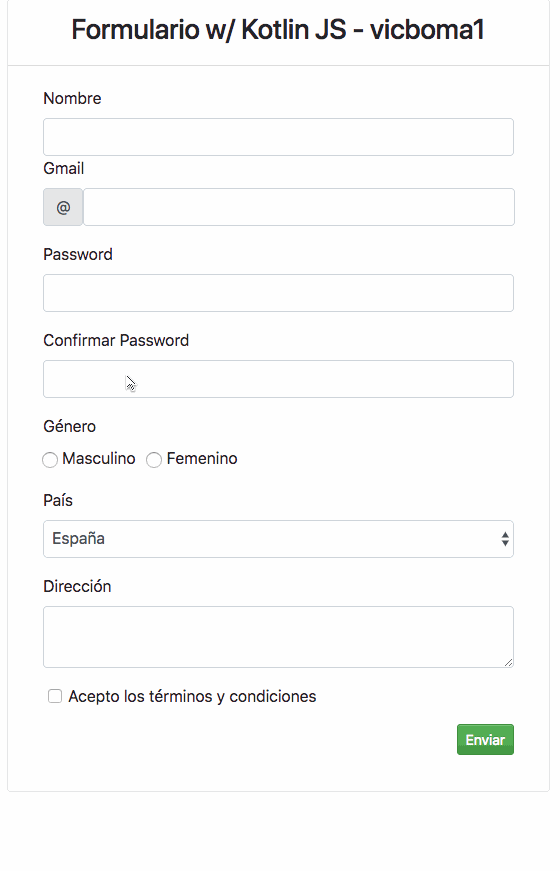 Formulario w/ Kotlin JS - vicboma1
Nombre
Gmail
@
Password
Confirmar Password
Género
Masculino Femenino
País
España
Dirección
Acepto los términos y condiciones
Enviar